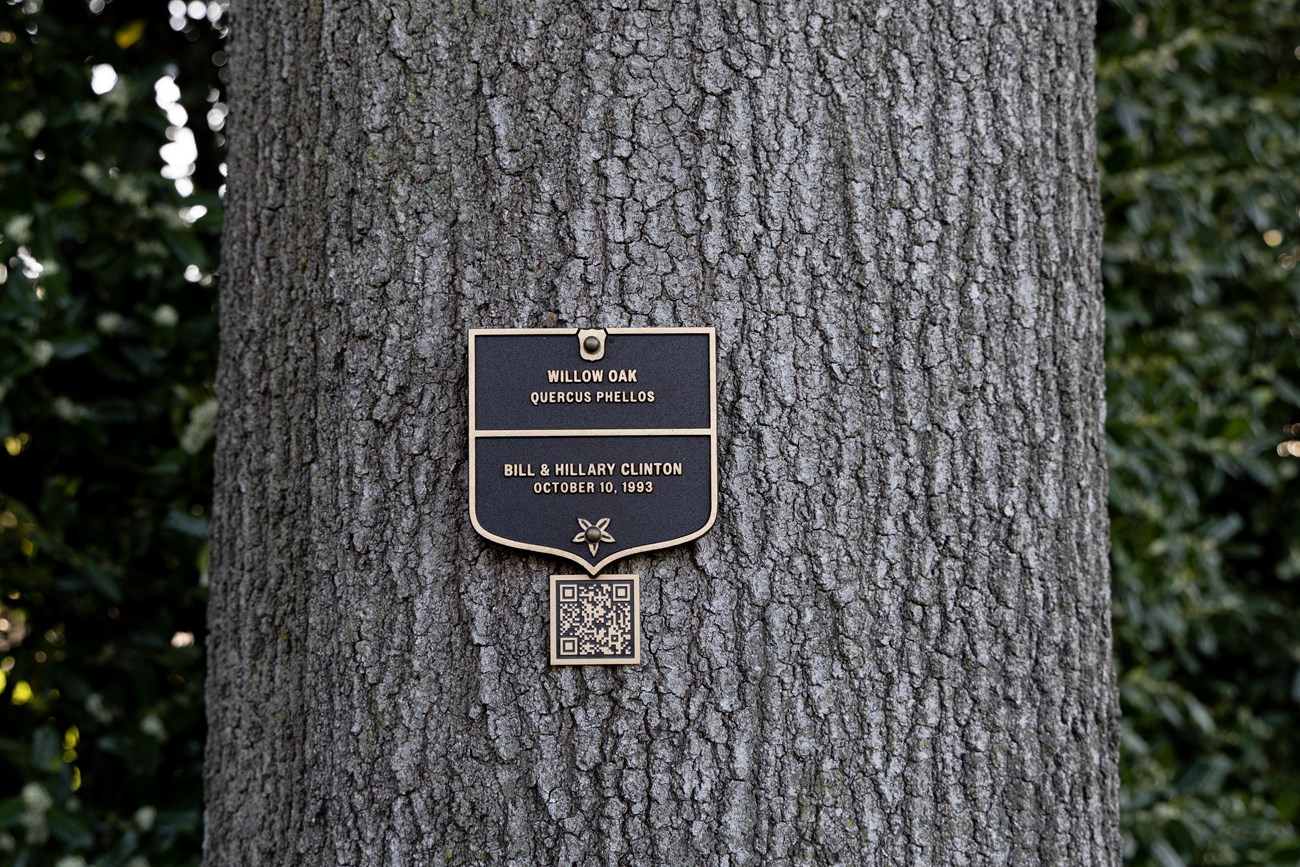 WILLOW OAK
QUERCUS PHELLOS
BILL & HILLARY CLINTON
OCTOBER 10, 1993